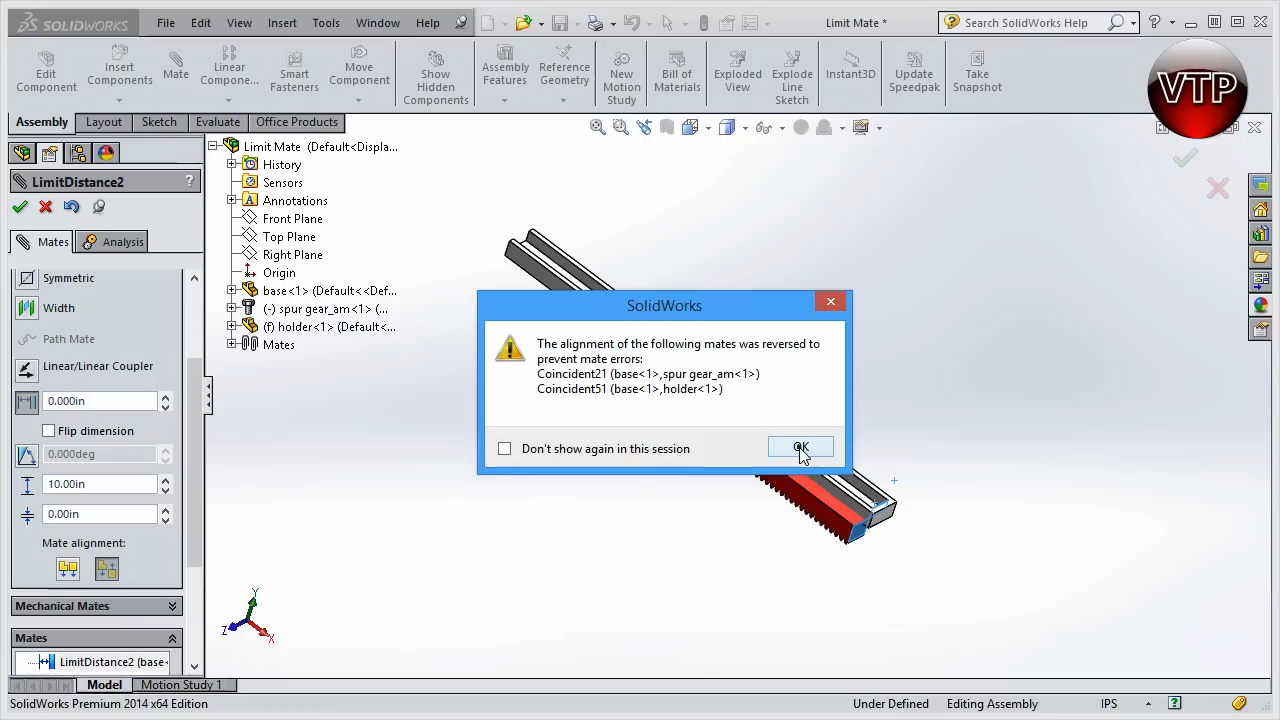 SOLIDWORKS File Edit View Insert Tools Window Help Limit Mate * Search SolidWorks Help
Edit Component
Insert Components
Mate
Linear Compone...
Smart Fasteners
Move Component
Show Hidden Components
Assembly Features
Reference Geometry
New Motion Study
Bill of Materials
Exploded View
Explode Line Sketch
Instant3D
Update Speedpak
Take Snapshot
VTP
Assembly Layout Sketch Evaluate Office Products
LimitDistance2 ?
Mates Analysis
Symmetric
Width
Path Mate
Linear/Linear Coupler
0.000in
Flip dimension
0.000deg
10.00in
0.00in
Mate alignment:
Mechanical Mates
Mates
LimitDistance2 (base<
Limit Mate (Default<Displa...
History
Sensors
Annotations
Front Plane
Top Plane
Right Plane
Origin
base<1> (Default<<Def...
(-) spur gear_am<1> (...
(f) holder<1> (Default<...
Mates
SolidWorks
The alignment of the following mates was reversed to
prevent mate errors:
Coincident21 (base<1>,spur gear_am<1>)
Coincident51 (base<1>,holder<1>)
Don't show again in this session
OK
Y
Z
X
Model Motion Study 1
SolidWorks Premium 2014 x64 Edition Under Defined Editing Assembly IPS